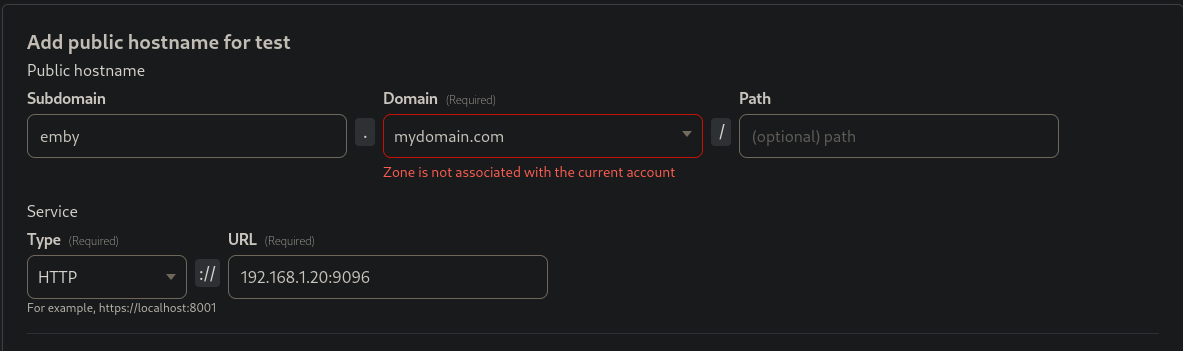 Add public hostname for test
Public hostname
Subdomain Domain (Required) Path
emby . mydomain.com / (optional) path
Zone is not associated with the current account
Service
Type (Required) URL (Required)
HTTP :// 192.168.1.20:9096
For example, https://localhost:8001